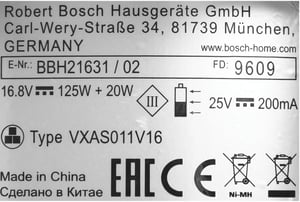 Robert Bosch Hausgeräte GmbH
Carl-Wery-Straße 34, 81739 München,
GERMANY
www.bosch-home.com
E-Nr.: BBH21631 / 02 FD: 9609
16.8V ⎓ 125W + 20W III 25V ⎓ 200mA
Type VXAS011V16
Made in China
Сделано в Китае
EAC CE Ni-MH